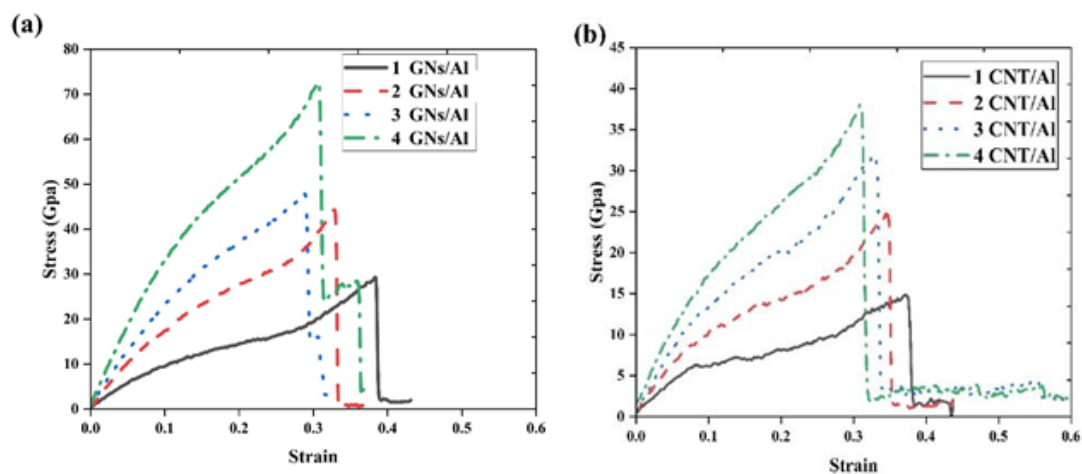 (a)
80
70
60
50
40
30
20
10
0
Stress (Gpa)
0.0 0.1 0.2 0.3 0.4 0.5 0.6
Strain
1 GNs/Al
2 GNs/Al
3 GNs/Al
4 GNs/Al
(b)
45
40
35
30
25
20
15
10
5
0
Stress (Gpa)
0.0 0.1 0.2 0.3 0.4 0.5 0.6
Strain
1 CNT/Al
2 CNT/Al
3 CNT/Al
4 CNT/Al